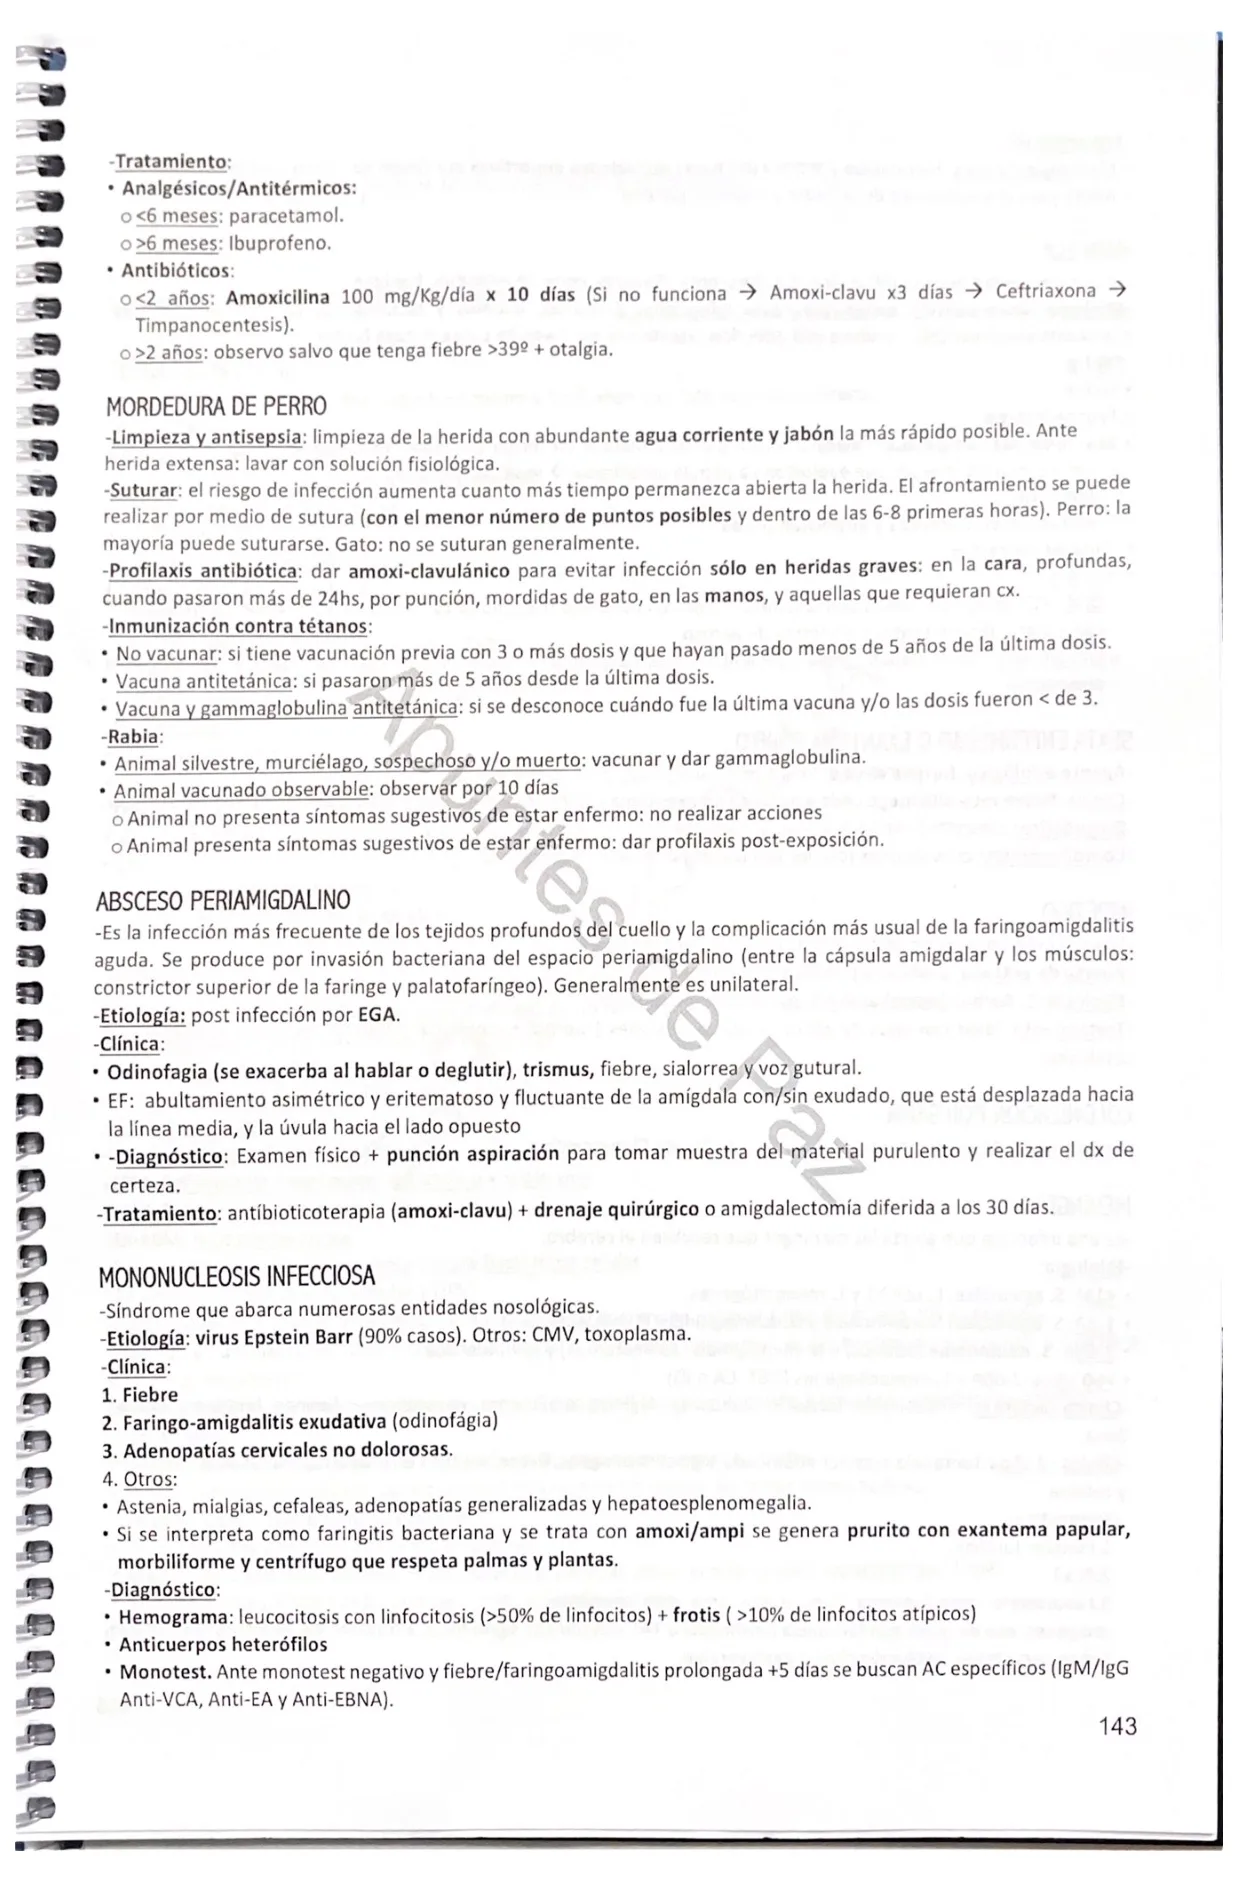 -Tratamiento:
• Analgésicos/Antitérmicos:
o <6 meses: paracetamol.
o >6 meses: Ibuprofeno.
• Antibióticos:
o <2 años: Amoxicilina 100 mg/Kg/día x 10 días (Si no funciona → Amoxi-clavu x3 días → Ceftriaxona →
Timpanocentesis).
o >2 años: observo salvo que tenga fiebre >39º + otalgia.
MORDEDURA DE PERRO
-Limpieza y antisepsia: limpieza de la herida con abundante agua corriente y jabón la más rápido posible. Ante
herida extensa: lavar con solución fisiológica.
-Suturar: el riesgo de infección aumenta cuanto más tiempo permanezca abierta la herida. El afrontamiento se puede
realizar por medio de sutura (con el menor número de puntos posibles y dentro de las 6-8 primeras horas). Perro: la
mayoría puede suturarse. Gato: no se suturan generalmente.
-Profilaxis antibiótica: dar amoxi-clavulánico para evitar infección sólo en heridas graves: en la cara, profundas,
cuando pasaron más de 24hs, por punción, mordidas de gato, en las manos, y aquellas que requieran cx.
-Inmunización contra tétanos:
• No vacunar: si tiene vacunación previa con 3 o más dosis y que hayan pasado menos de 5 años de la última dosis.
• Vacuna antitetánica: si pasaron más de 5 años desde la última dosis.
• Vacuna y gammaglobulina antitetánica: si se desconoce cuándo fue la última vacuna y/o las dosis fueron < de 3.
-Rabia:
• Animal silvestre, murciélago, sospechoso y/o muerto: vacunar y dar gammaglobulina.
• Animal vacunado observable: observar por 10 días
o Animal no presenta síntomas sugestivos de estar enfermo: no realizar acciones
o Animal presenta síntomas sugestivos de estar enfermo: dar profilaxis post-exposición.
ABSCESO PERIAMIGDALINO
-Es la infección más frecuente de los tejidos profundos del cuello y la complicación más usual de la faringoamigdalitis
aguda. Se produce por invasión bacteriana del espacio periamigdalino (entre la cápsula amigdalar y los músculos:
constrictor superior de la faringe y palatofaríngeo). Generalmente es unilateral.
-Etiología: post infección por EGA.
-Clínica:
• Odinofagia (se exacerba al hablar o deglutir), trismus, fiebre, sialorrea y voz gutural.
• EF: abultamiento asimétrico y eritematoso y fluctuante de la amígdala con/sin exudado, que está desplazada hacia
la línea media, y la úvula hacia el lado opuesto
• -Diagnóstico: Examen físico + punción aspiración para tomar muestra del material purulento y realizar el dx de
certeza.
-Tratamiento: antíbioticoterapia (amoxi-clavu) + drenaje quirúrgico o amigdalectomía diferida a los 30 días.
MONONUCLEOSIS INFECCIOSA
-Síndrome que abarca numerosas entidades nosológicas.
-Etiología: virus Epstein Barr (90% casos). Otros: CMV, toxoplasma.
-Clínica:
1. Fiebre
2. Faringo-amigdalitis exudativa (odinofágia)
3. Adenopatías cervicales no dolorosas.
4. Otros:
• Astenia, mialgias, cefaleas, adenopatías generalizadas y hepatoesplenomegalia.
• Si se interpreta como faringitis bacteriana y se trata con amoxi/ampi se genera prurito con exantema papular,
morbiliforme y centrífugo que respeta palmas y plantas.
-Diagnóstico:
• Hemograma: leucocitosis con linfocitosis (>50% de linfocitos) + frotis ( >10% de linfocitos atípicos)
• Anticuerpos heterófilos
• Monotest. Ante monotest negativo y fiebre/faringoamigdalitis prolongada +5 días se buscan AC específicos (IgM/IgG
Anti-VCA, Anti-EA y Anti-EBNA).
143
Apuntes de Paz